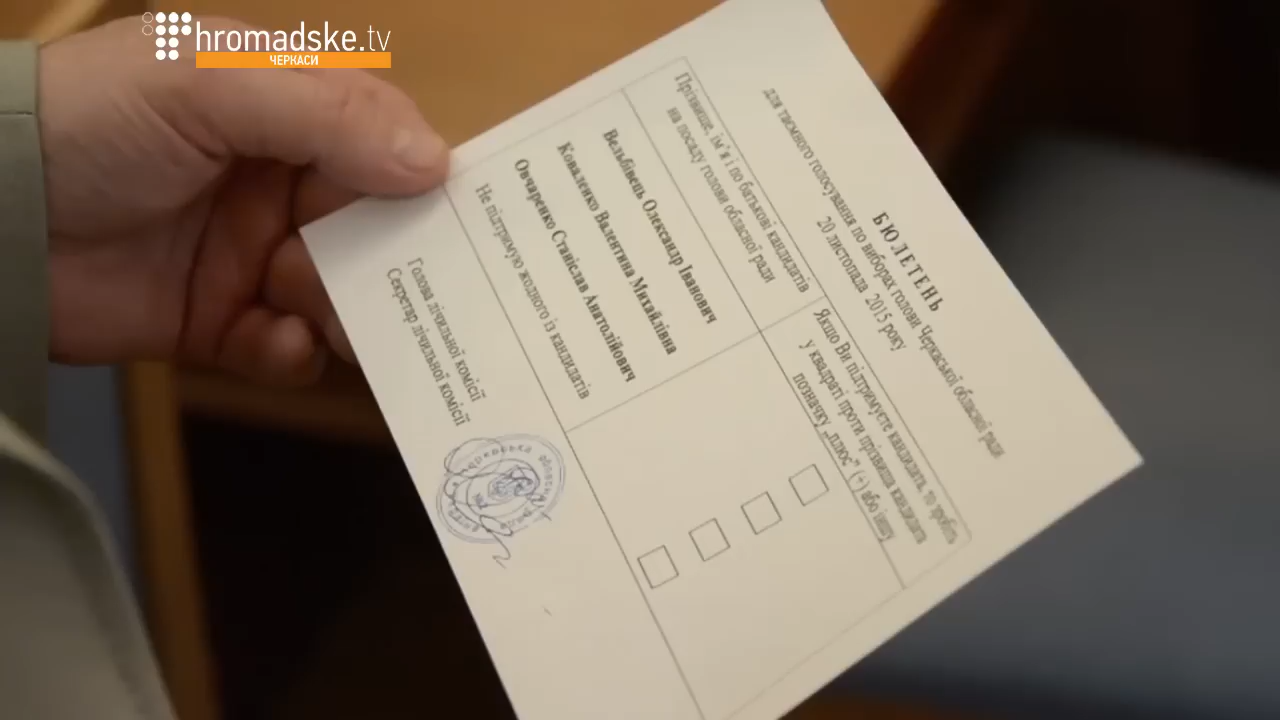 hromadske.tv
ЧЕРКАСИ
БЮЛЕТЕНЬ
для таємного голосування по виборах голови Черкаської обласної ради
20 листопада 2015 року
Прізвище, ім'я і по батькові кандидатів
на посаду голови обласної ради
Якщо Ви підтримуєте кандидата, то зробіть
у квадраті проти прізвища кандидата
позначку „плюс" (+) або іншу
Вельбівець Олександр Іванович
Коваленко Валентина Михайлівна
Овчаренко Станіслав Анатолійович
Не підтримую жодного із кандидатів
Голова лічильної комісії
Секретар лічильної комісії